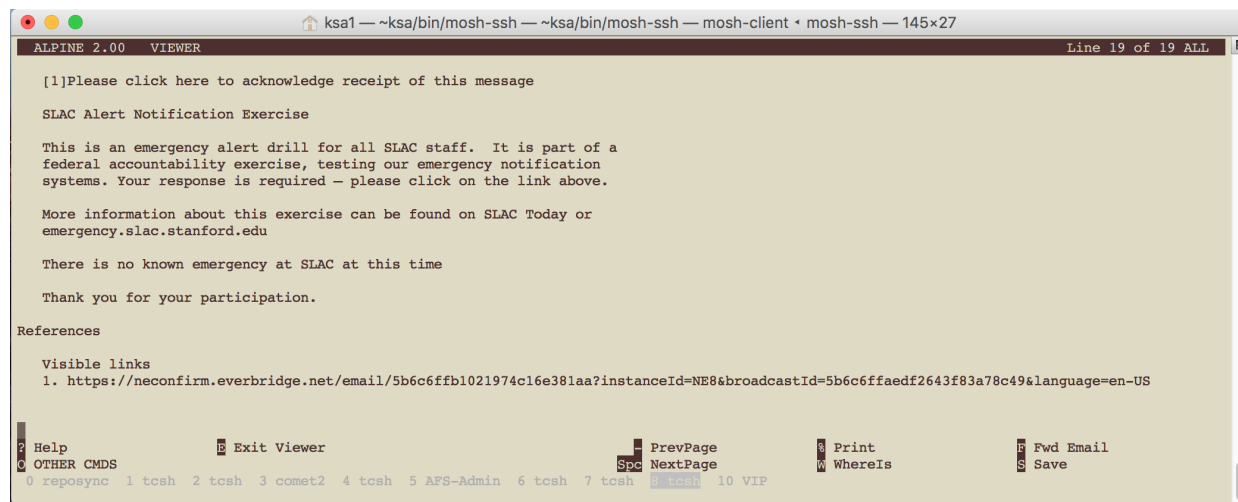 ksa1 — ~ksa/bin/mosh-ssh — ~ksa/bin/mosh-ssh — mosh-client ◂ mosh-ssh — 145×27
ALPINE 2.00 VIEWER Line 19 of 19 ALL
[1]Please click here to acknowledge receipt of this message
SLAC Alert Notification Exercise
This is an emergency alert drill for all SLAC staff. It is part of a
federal accountability exercise, testing our emergency notification
systems. Your response is required — please click on the link above.
More information about this exercise can be found on SLAC Today or
emergency.slac.stanford.edu
There is no known emergency at SLAC at this time
Thank you for your participation.
References
Visible links
1. https://neconfirm.everbridge.net/email/5b6c6ffb1021974c16e381aa?instanceId=NE8&broadcastId=5b6c6ffaedf2643f83a78c49&language=en-US
? Help E Exit Viewer - PrevPage % Print F Fwd Email
O OTHER CMDS Spc NextPage W WhereIs S Save
0 reposync 1 tcsh 2 tcsh 3 comet2 4 tcsh 5 AFS-Admin 6 tcsh 7 tcsh 8 tcsh 10 VIP